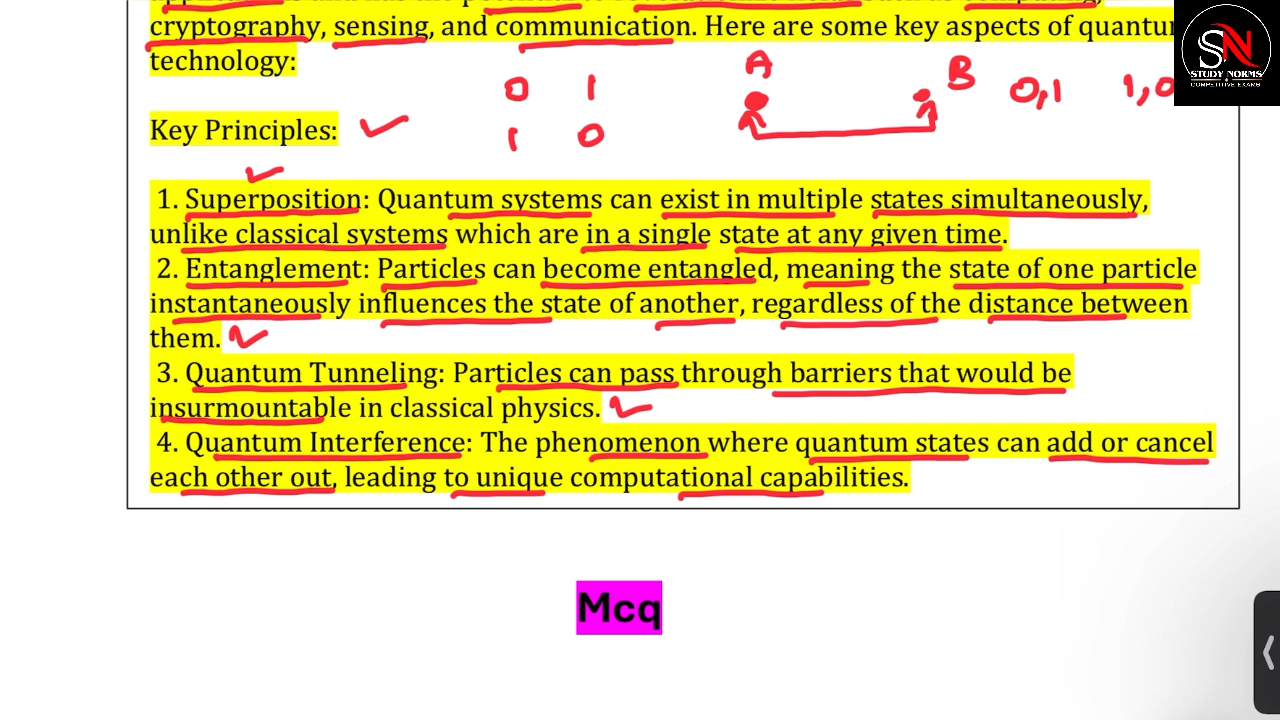 cryptography, sensing, and communication. Here are some key aspects of quantum
technology:
A
B
0 1
0,1 1,0
Key Principles:
1 0
1. Superposition: Quantum systems can exist in multiple states simultaneously,
unlike classical systems which are in a single state at any given time.
2. Entanglement: Particles can become entangled, meaning the state of one particle
instantaneously influences the state of another, regardless of the distance between
them.
3. Quantum Tunneling: Particles can pass through barriers that would be
insurmountable in classical physics.
4. Quantum Interference: The phenomenon where quantum states can add or cancel
each other out, leading to unique computational capabilities.
Mcq
SN
STUDY NORMS
COMPETITIVE EXAMS